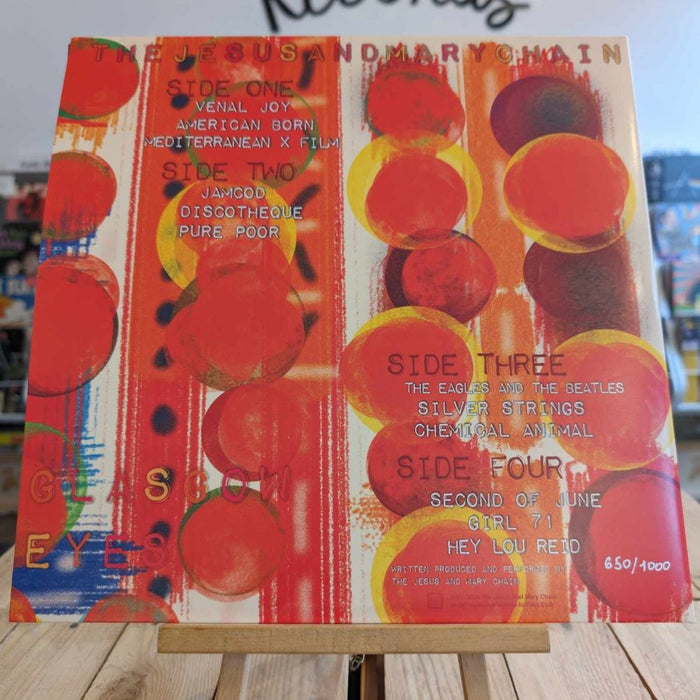 Records
THEJESUSANDMARYCHAIN
SIDE ONE
VENAL JOY
AMERICAN BORN
MEDITERRANEAN X FILM
SIDE TWO
JAMCOD
DISCOTHEQUE
PURE POOR
SIDE THREE
THE EAGLES AND THE BEATLES
SILVER STRINGS
CHEMICAL ANIMAL
SIDE FOUR
SECOND OF JUNE
GIRL 71
HEY LOU REID
GLASGOW
EYES
WRITTEN PRODUCED AND PERFORMED BY
THE JESUS AND MARY CHAIN
650/1000